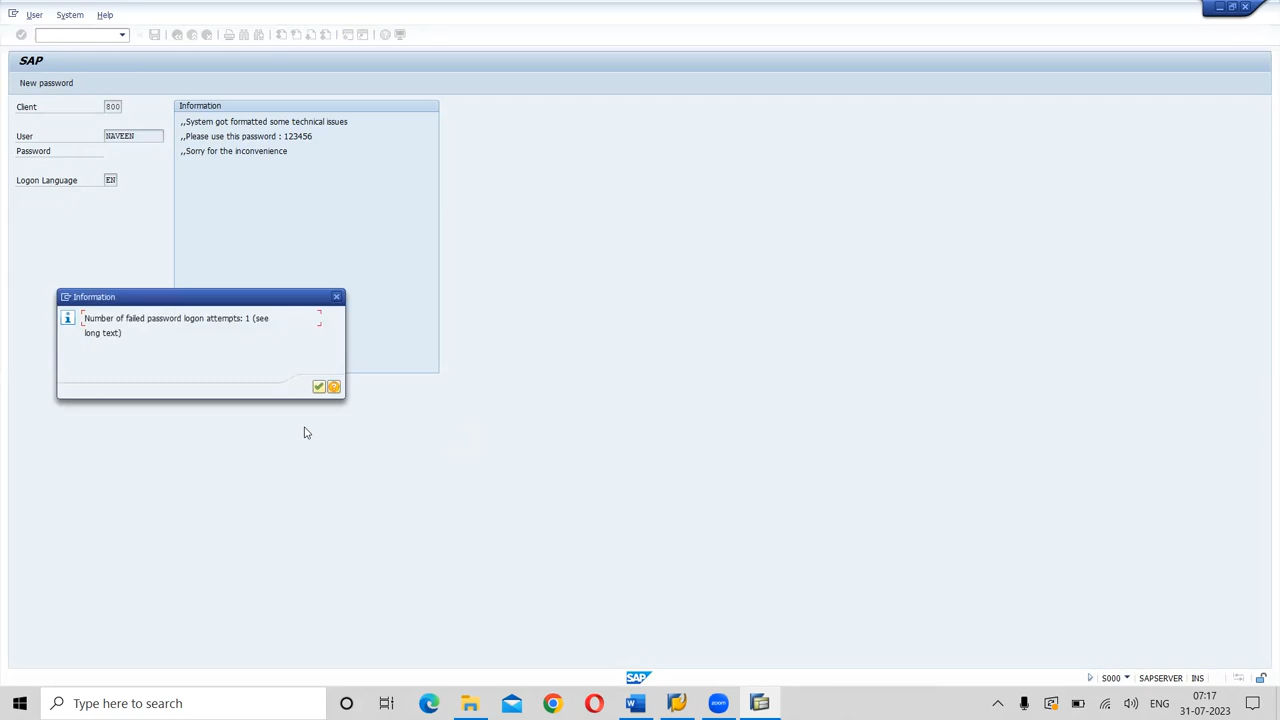 User System Help
SAP
New password
Client 800
Information
,,System got formatted some technical issues
User NAVEEN
,,Please use this password : 123456
Password
,,Sorry for the inconvenience
Logon Language EN
Information
Number of failed password logon attempts: 1 (see
long text)
SAP
S000 SAPSERVER INS
Type here to search
zoom
ENG
07:17
31-07-2023